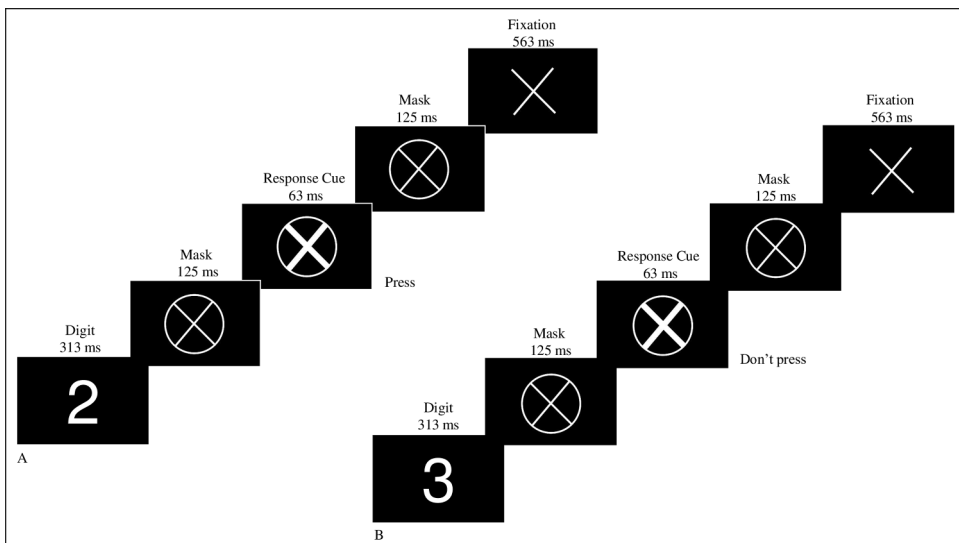 Fixation
563 ms
Mask
125 ms
Response Cue
63 ms
Press
Mask
125 ms
Digit
313 ms
2
A
Fixation
563 ms
Mask
125 ms
Response Cue
63 ms
Don't press
Mask
125 ms
Digit
313 ms
3
B